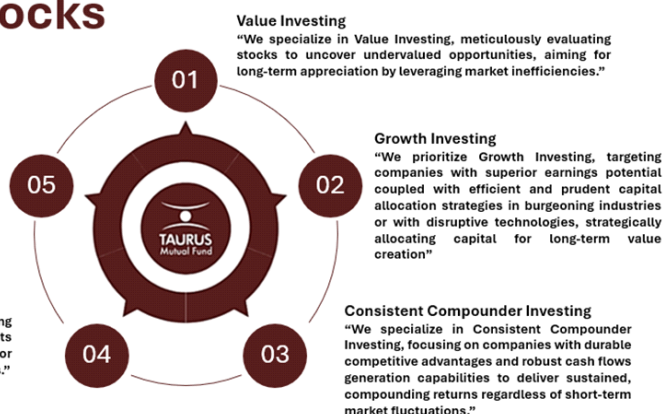 ocks
Value Investing
“We specialize in Value Investing, meticulously evaluating
stocks to uncover undervalued opportunities, aiming for
long-term appreciation by leveraging market inefficiencies.”
01
Growth Investing
“We prioritize Growth Investing, targeting
companies with superior earnings potential
coupled with efficient and prudent capital
allocation strategies in burgeoning industries
or with disruptive technologies, strategically
allocating capital for long-term value
creation”
05
02
TAURUS
Mutual Fund
Consistent Compounder Investing
“We specialize in Consistent Compounder
Investing, focusing on companies with durable
competitive advantages and robust cash flows
generation capabilities to deliver sustained,
compounding returns regardless of short-term
market fluctuations.”
ng
ts
or
.”
04
03